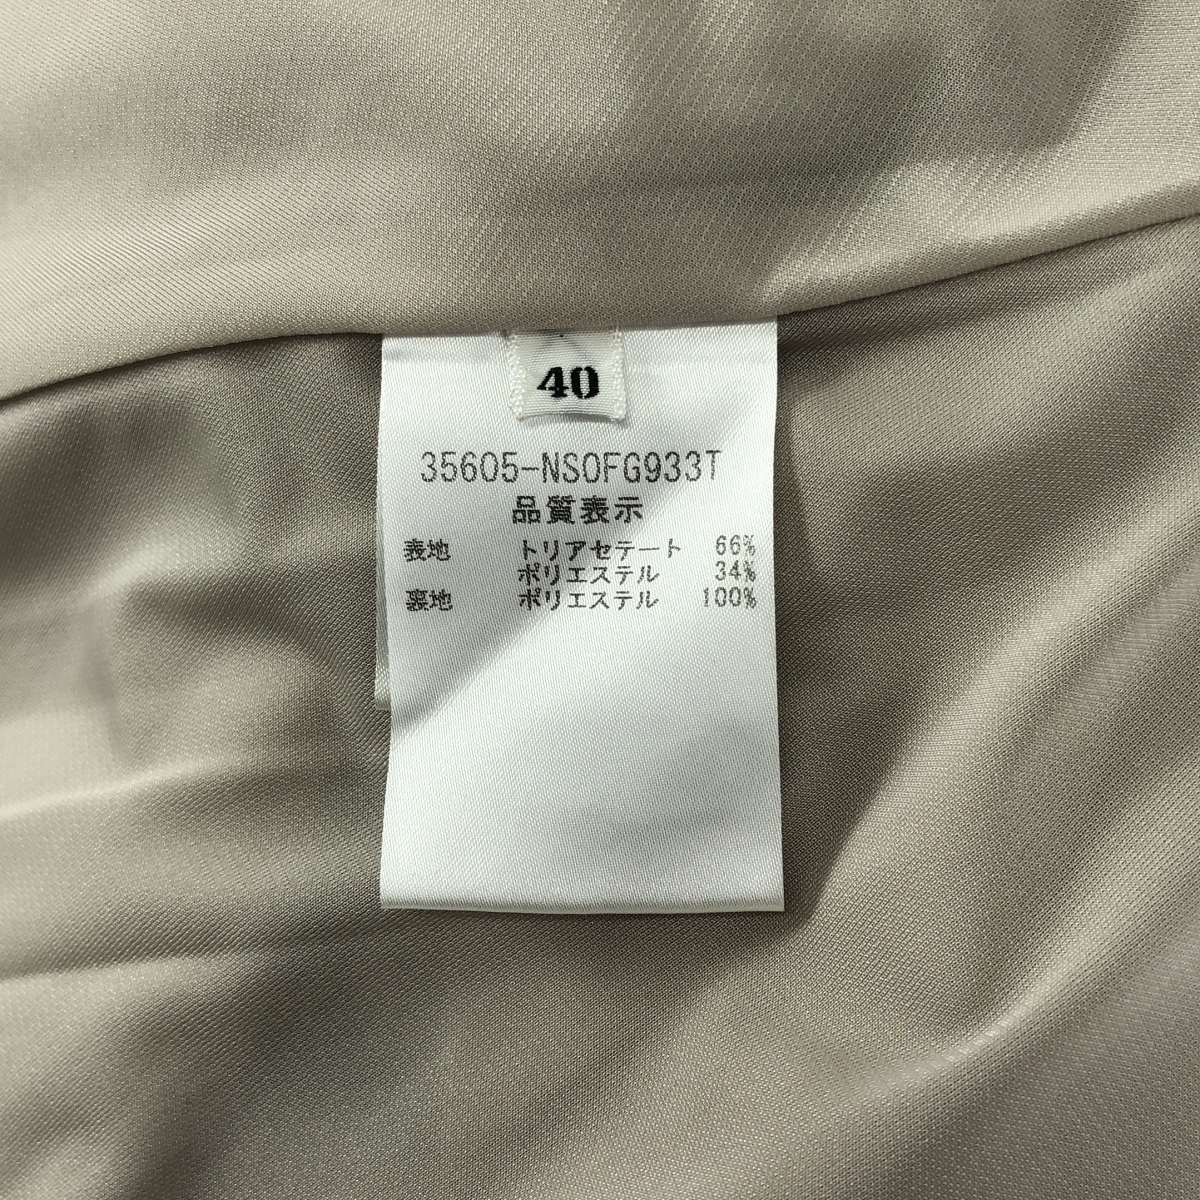 40
35605-NSOFG933T
品質表示
表地 トリアセテート 66%
ポリエステル 34%
裏地 ポリエステル 100%